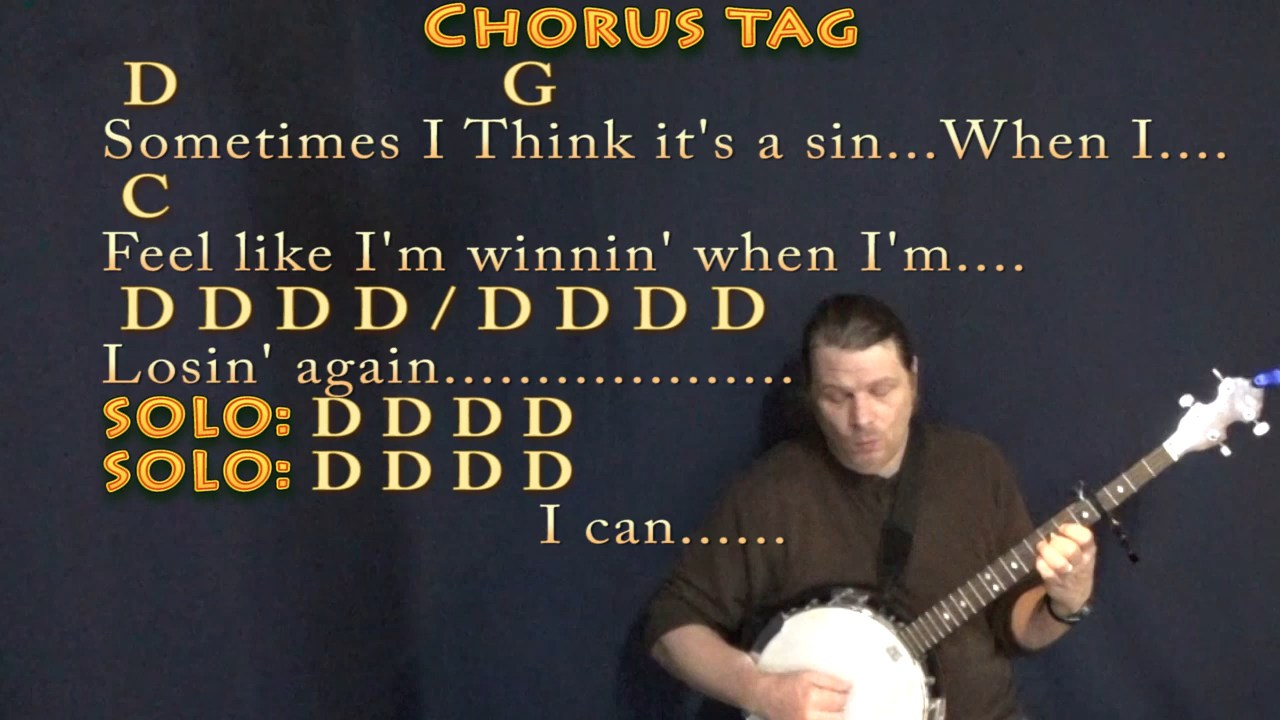 CHORUS TAG
D G
Sometimes I Think it's a sin...When I....
C
Feel like I'm winnin' when I'm....
D D D D / D D D D
Losin' again...................
SOLO: D D D D
SOLO: D D D D
I can......